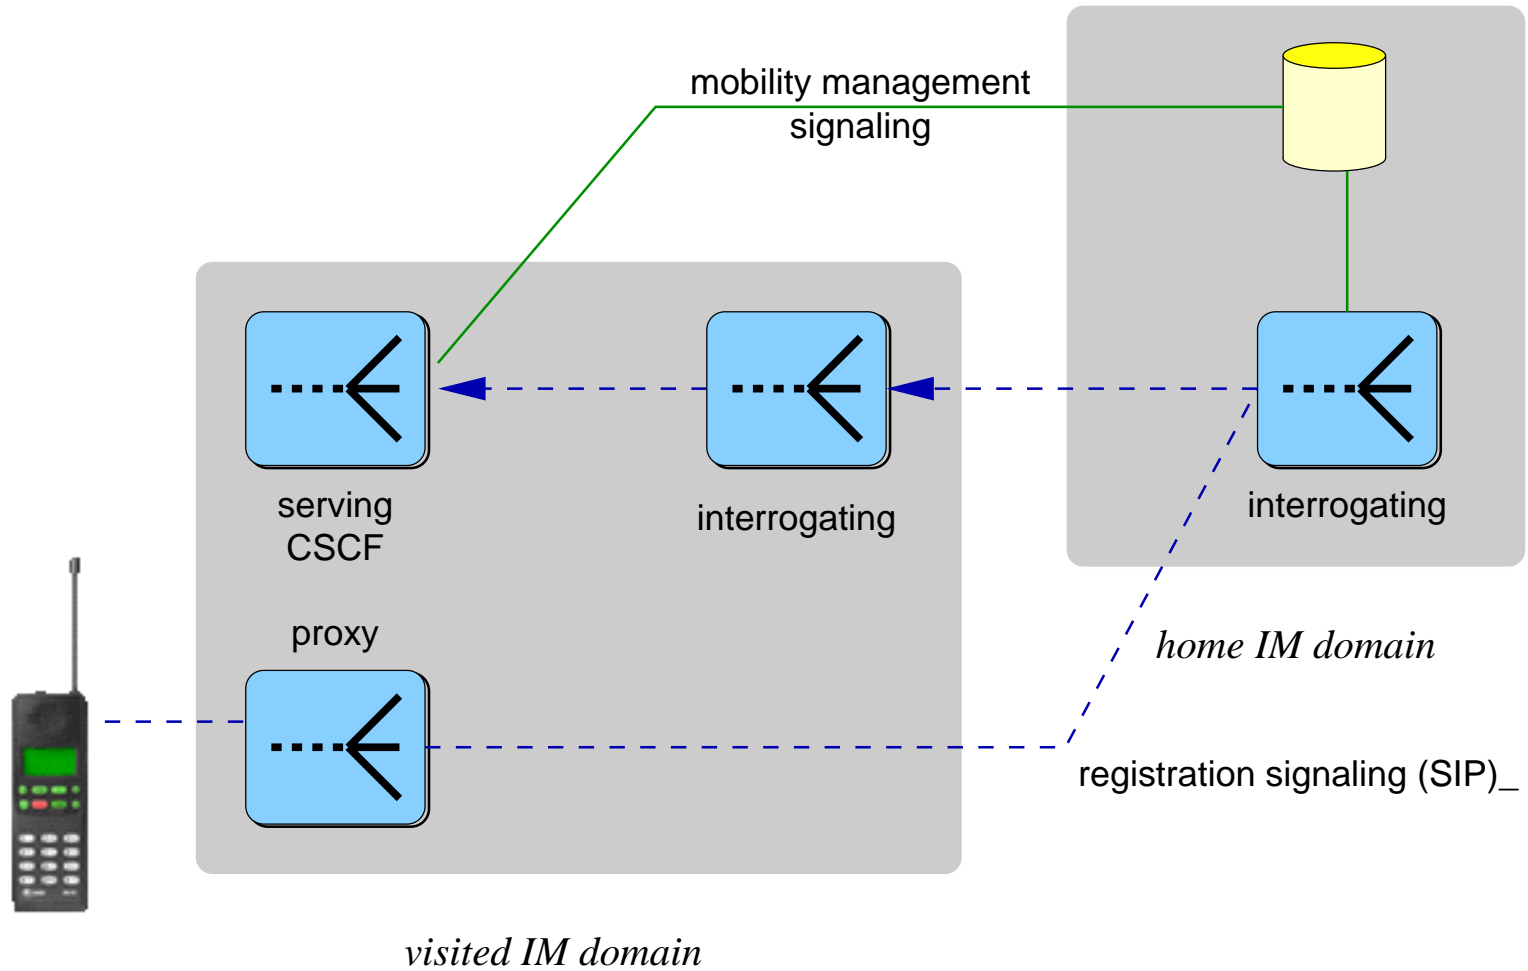 mobility management
signaling
serving
CSCF
interrogating
interrogating
proxy
home IM domain
registration signaling (SIP)_
visited IM domain